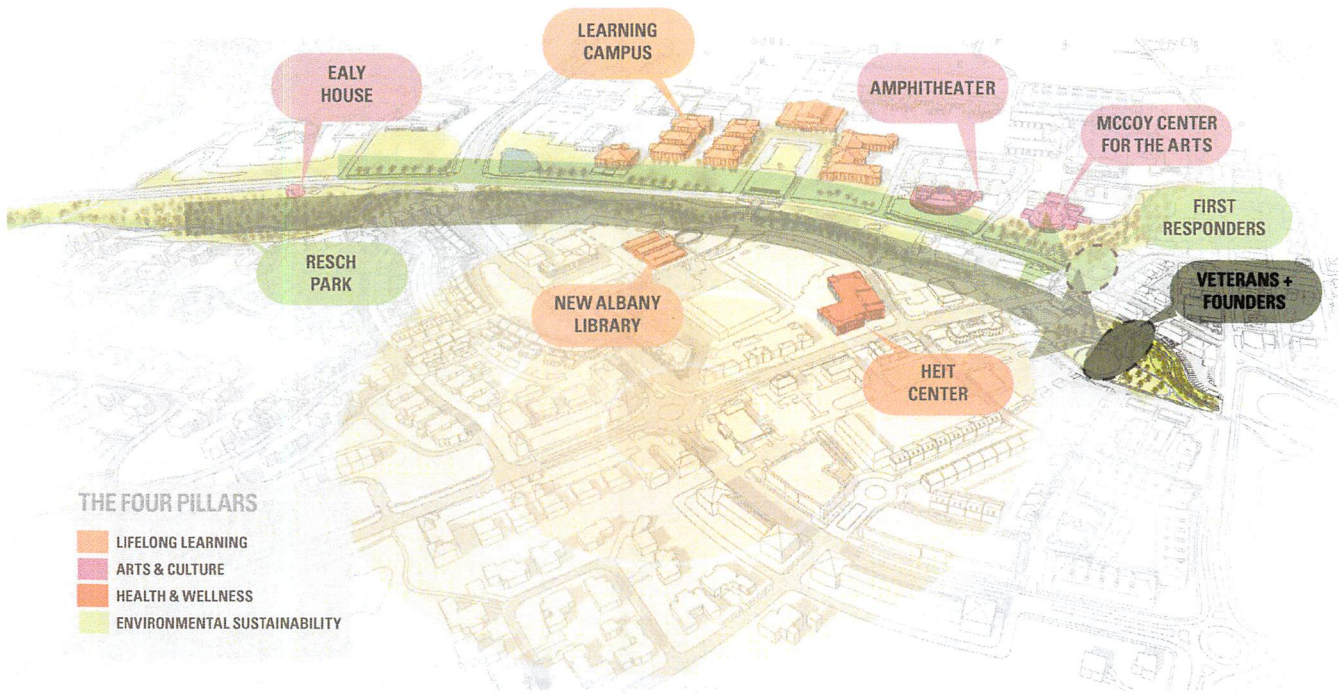 LEARNING
CAMPUS
EALY
HOUSE
AMPHITHEATER
MCCOY CENTER
FOR THE ARTS
FIRST
RESPONDERS
RESCH
PARK
VETERANS +
FOUNDERS
NEW ALBANY
LIBRARY
HEIT
CENTER
THE FOUR PILLARS
LIFELONG LEARNING
ARTS & CULTURE
HEALTH & WELLNESS
ENVIRONMENTAL SUSTAINABILITY